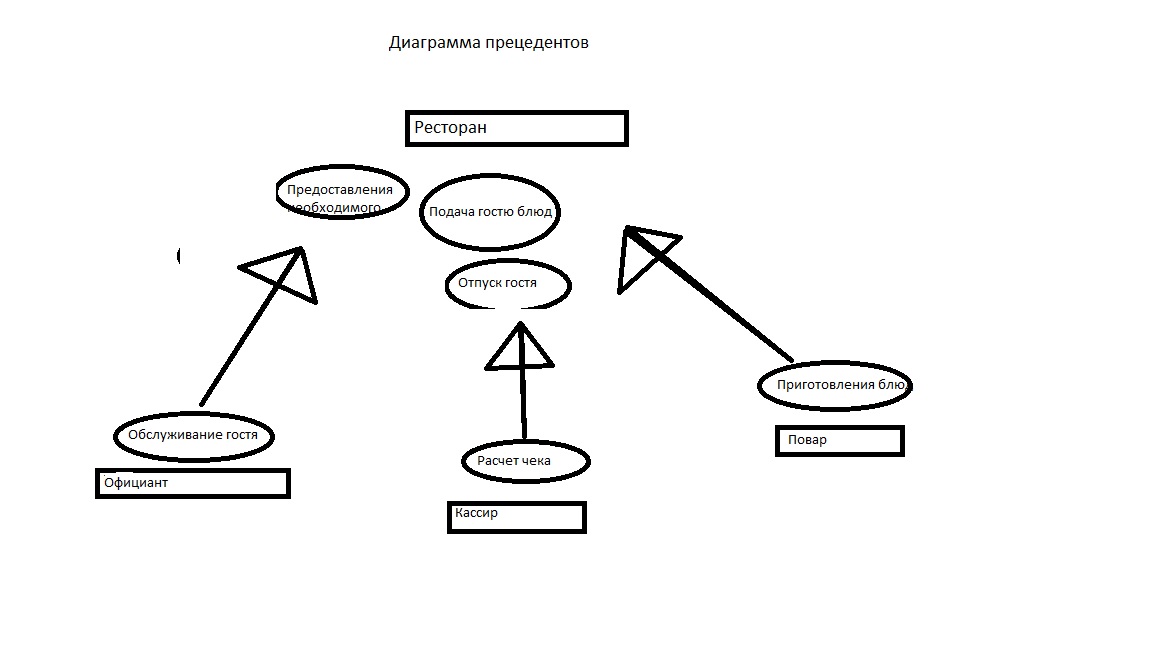 Диаграмма прецедентов
Ресторан
Предоставления
необходимого
Подача гостю блюд
Отпуск гостя
Приготовления блю
Обслуживание гостя
Повар
Расчет чека
Официант
Кассир